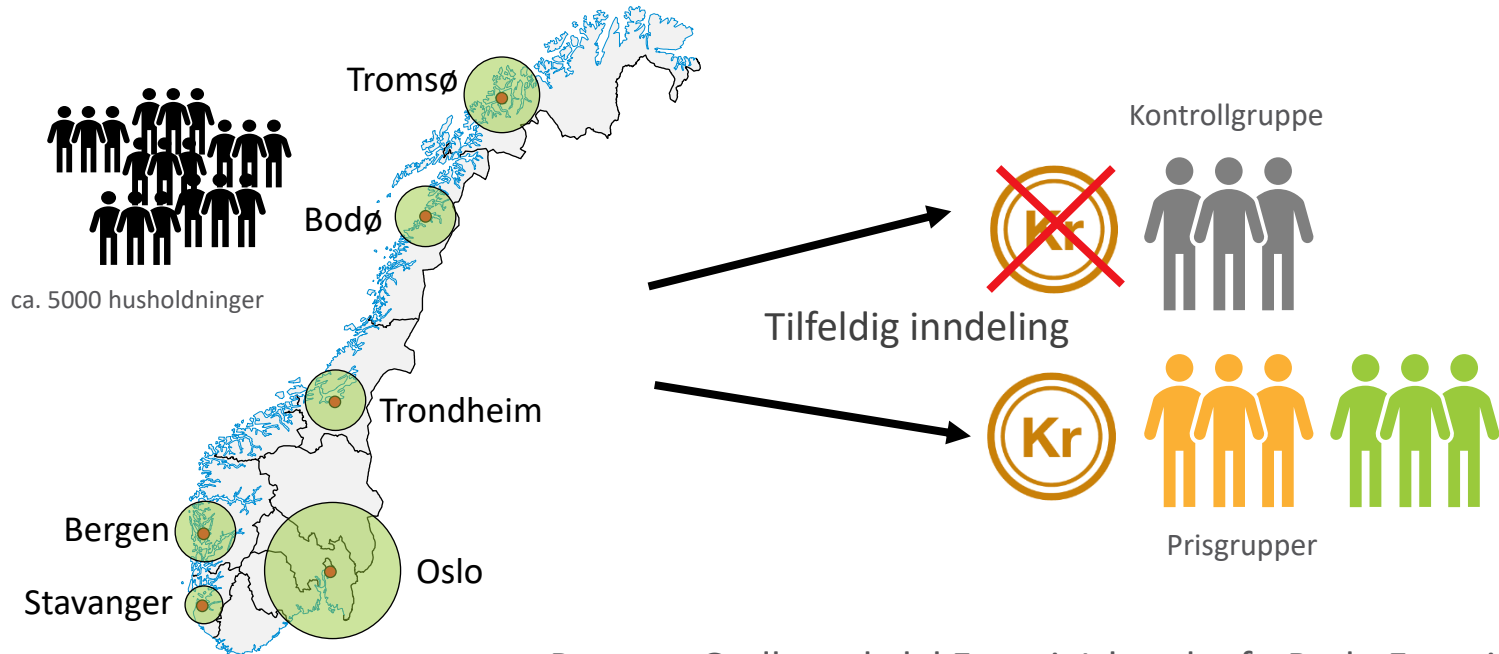 Tromsø
Kontrollgruppe
Kr
Bodø
ca. 5000 husholdninger
Tilfeldig inndeling
Trondheim
Kr
Bergen
Prisgrupper
Oslo
Stavanger